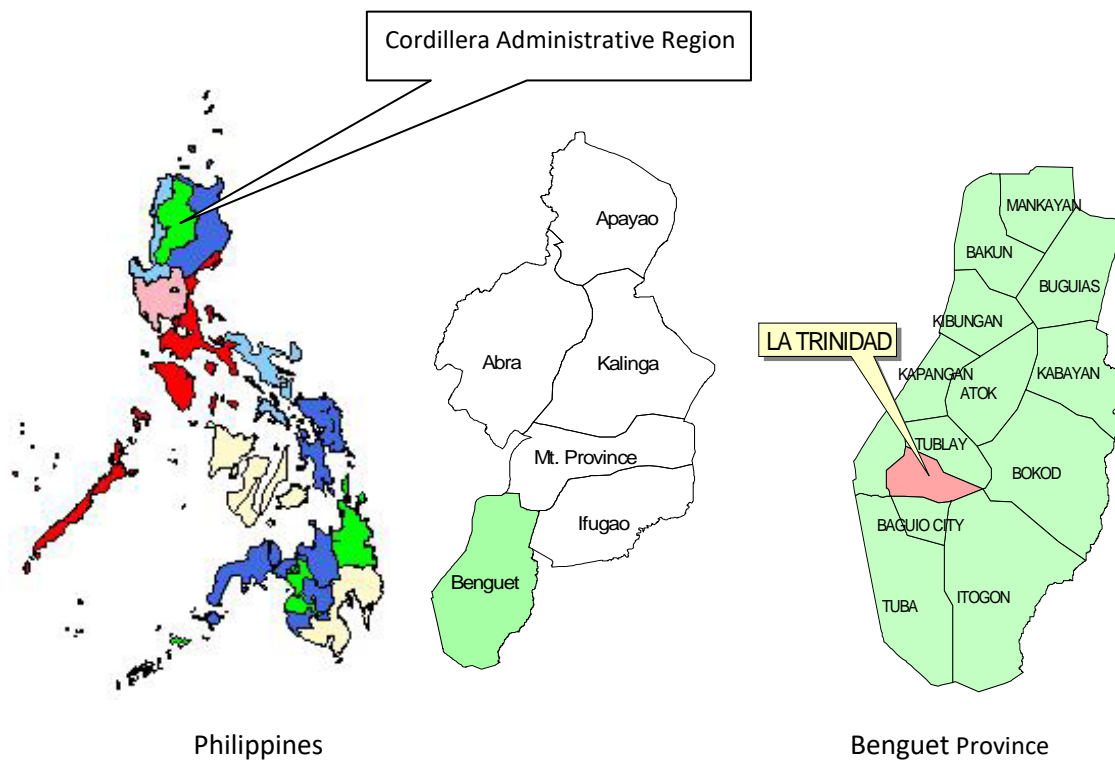 Cordillera Administrative Region
Apayao
Abra
Kalinga
Mt. Province
Ifugao
Benguet
MANKAYAN
BAKUN
BUGUIAS
KIBUNGAN
LA TRINIDAD
KAPANGAN
KABAYAN
ATOK
TUBLAY
BOKOD
BAGUIO CITY
TUBA
ITOGON
Philippines
Benguet Province